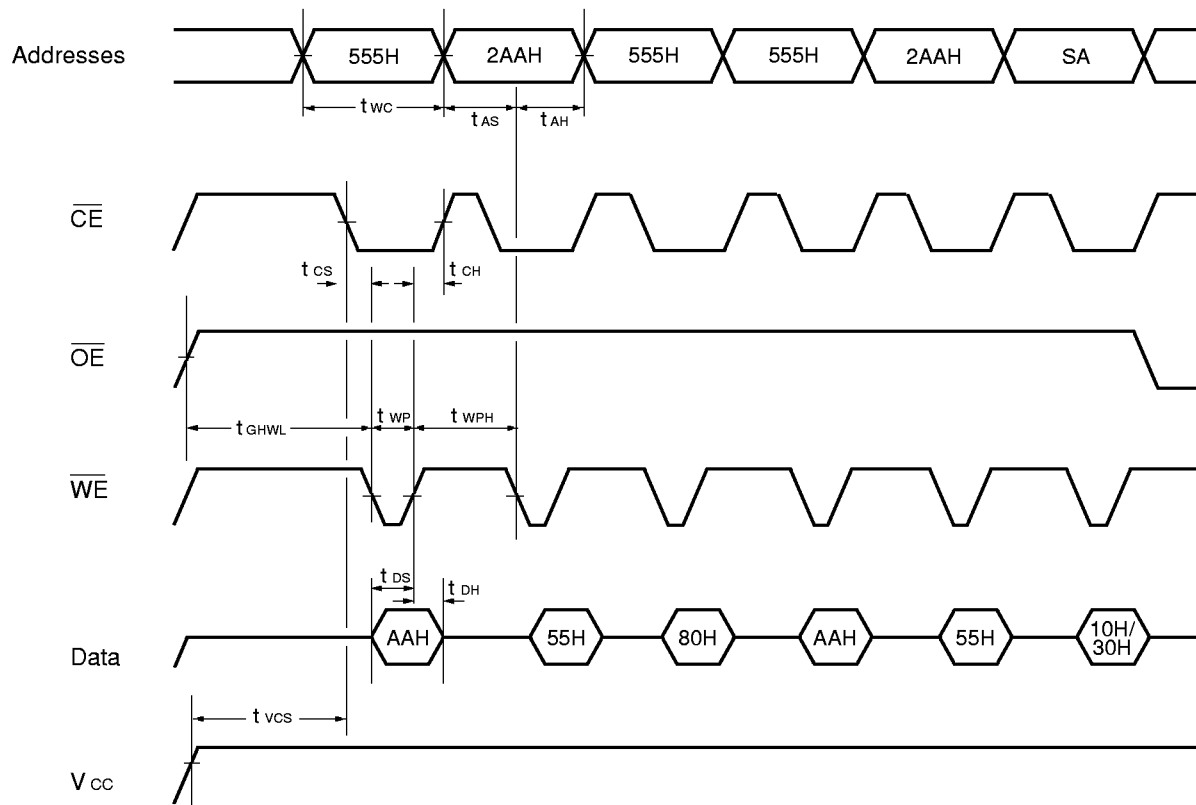 Addresses 555H 2AAH 555H 555H 2AAH SA
t WC t AS t AH
CE
t CS t CH
OE
t GHWL t WP t WPH
WE
t DS t DH
Data AAH 55H 80H AAH 55H 10H/
30H
t VCS
V CC